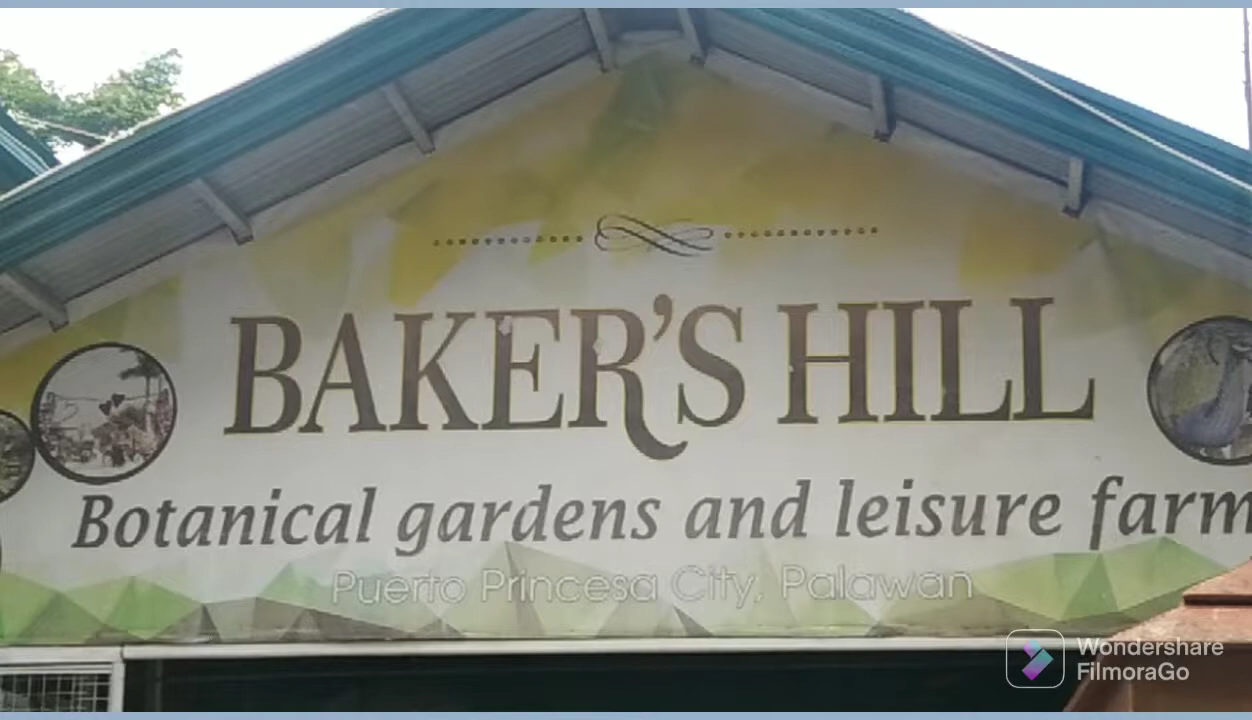 BAKER'S HILL
Botanical gardens and leisure farm
Puerto Princesa City, Palawan
Wondershare
FilmoraGo